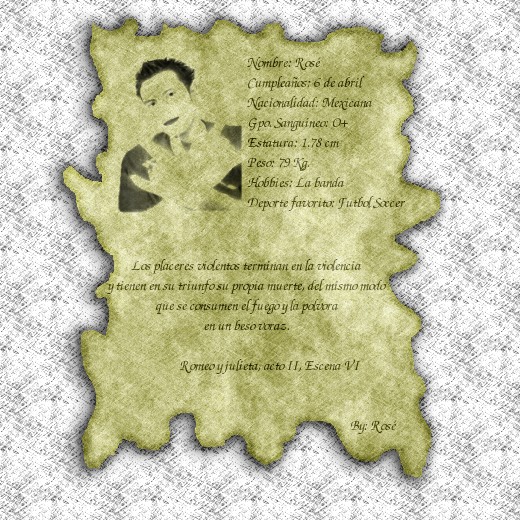 Nombre: Rosé
Cumpleaños: 6 de abril
Nacionalidad: Mexicana
Gpo. Sanguineo: O+
Estatura: 1.78 cm
Peso: 79 Kg.
Hobbies: La banda
Deporte favorito: Futbol Soccer
Los placeres violentos terminan en la violencia
y tienen en su triunfo su propia muerte, del mismo modo
que se consumen el fuego y la polvora
en un beso voraz.
Romeo y julieta; acto II, Escena VI
By: Rosé